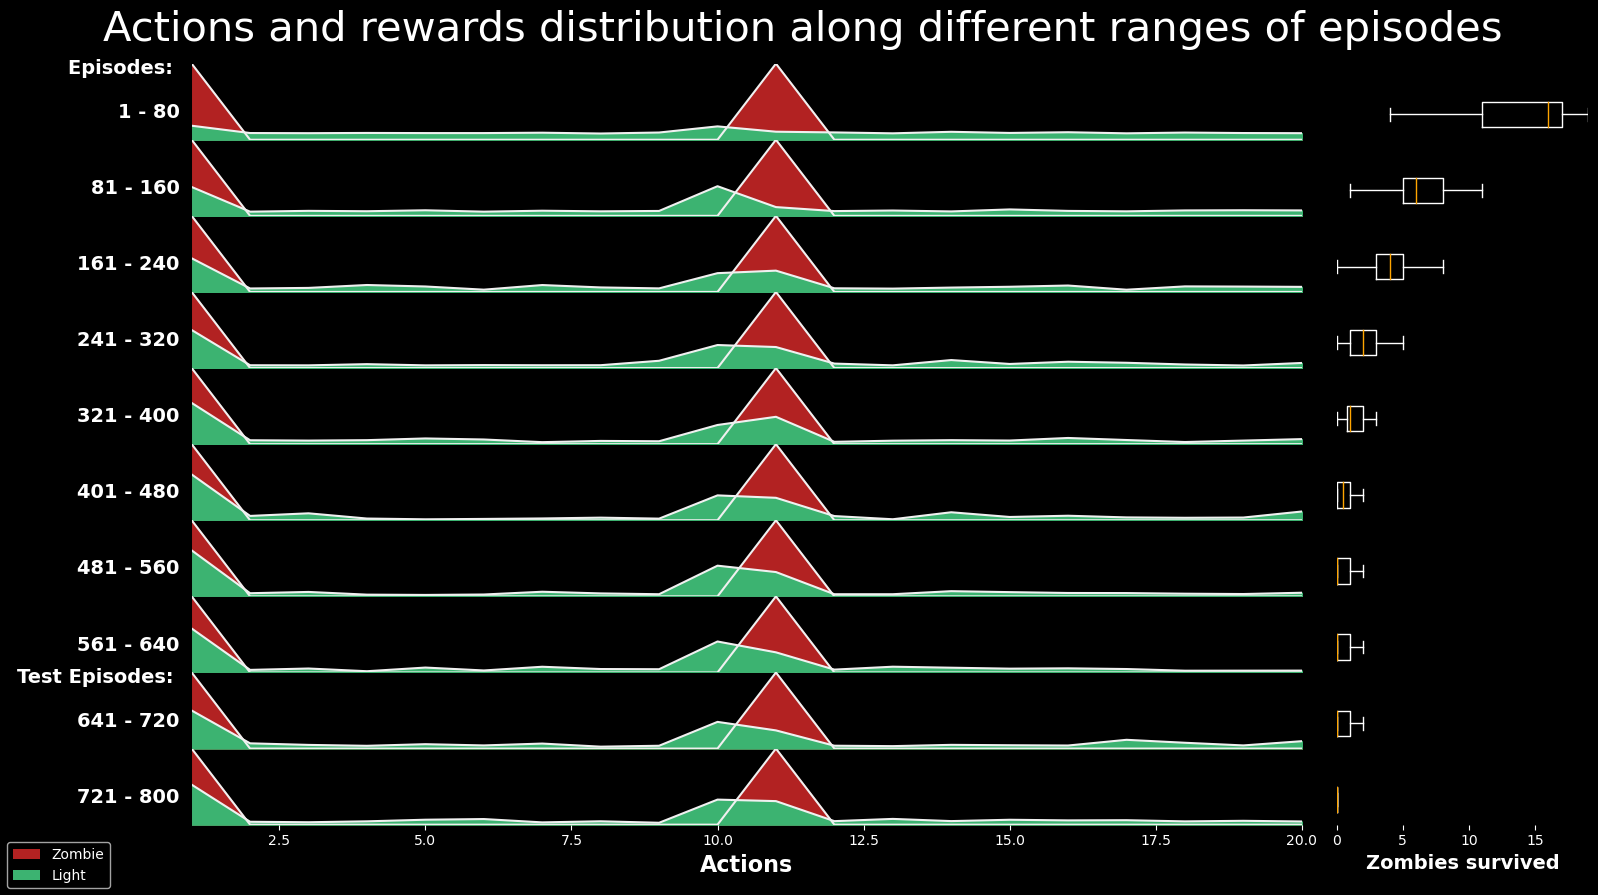 Actions and rewards distribution along different ranges of episodes
Episodes:
1 - 80
81 - 160
161 - 240
241 - 320
321 - 400
401 - 480
481 - 560
561 - 640
Test Episodes:
641 - 720
721 - 800
2.5 5.0 7.5 10.0 12.5 15.0 17.5 20.0
0 5 10 15
Actions
Zombies survived
Zombie
Light